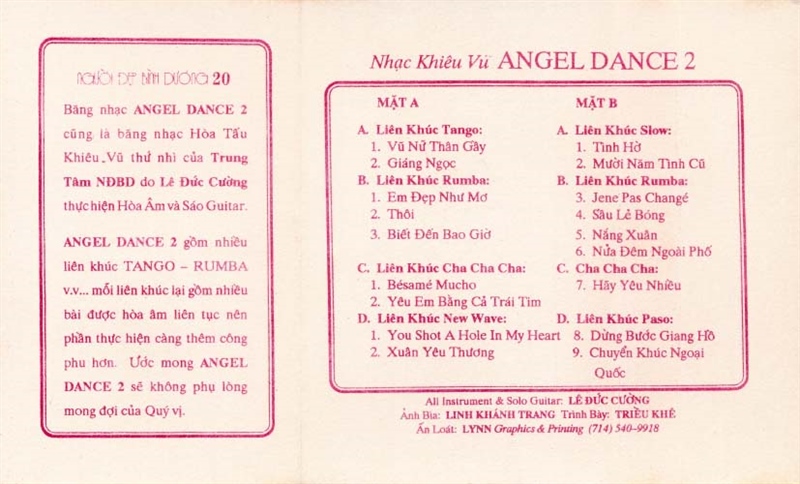 NGƯỜI ĐẸP BÌNH DƯƠNG 20
Băng nhạc ANGEL DANCE 2
cũng là băng nhạc Hòa Tấu
Khiêu Vũ thứ nhì của Trung
Tâm NĐBD do Lê Đức Cường
thực hiện Hòa Âm và Sáo Guitar.
ANGEL DANCE 2 gồm nhiều
liên khúc TANGO – RUMBA
v.v... mỗi liên khúc lại gồm nhiều
bài được hòa âm liên tục nên
phần thực hiện càng thêm công
phu hơn. Ước mong ANGEL
DANCE 2 sẽ không phụ lòng
mong đợi của Quý vị.
Nhạc Khiêu Vũ ANGEL DANCE 2
MẶT A
A. Liên Khúc Tango:
1. Vũ Nử Thân Gầy
2. Giáng Ngọc
B. Liên Khúc Rumba:
1. Em Đẹp Như Mơ
2. Thôi
3. Biết Đến Bao Giờ
C. Liên Khúc Cha Cha Cha:
1. Bésamé Mucho
2. Yêu Em Bằng Cả Trái Tim
D. Liên Khúc New Wave:
1. You Shot A Hole In My Heart
2. Xuân Yêu Thương
MẶT B
A. Liên Khúc Slow:
1. Tình Hờ
2. Mười Năm Tình Cũ
B. Liên Khúc Rumba:
3. Jene Pas Changé
4. Sầu Lẻ Bóng
5. Nắng Xuân
6. Nửa Đêm Ngoài Phố
C. Cha Cha Cha:
7. Hãy Yêu Nhiều
D. Liên Khúc Paso:
8. Dừng Bước Giang Hồ
9. Chuyển Khúc Ngoại
Quốc
All Instrument & Solo Guitar: LÊ ĐỨC CƯỜNG
Ảnh Bìa: LINH KHÁNH TRANG Trình Bày: TRIỀU KHÊ
Ấn Loát: LYNN Graphics & Printing (714) 540-9918